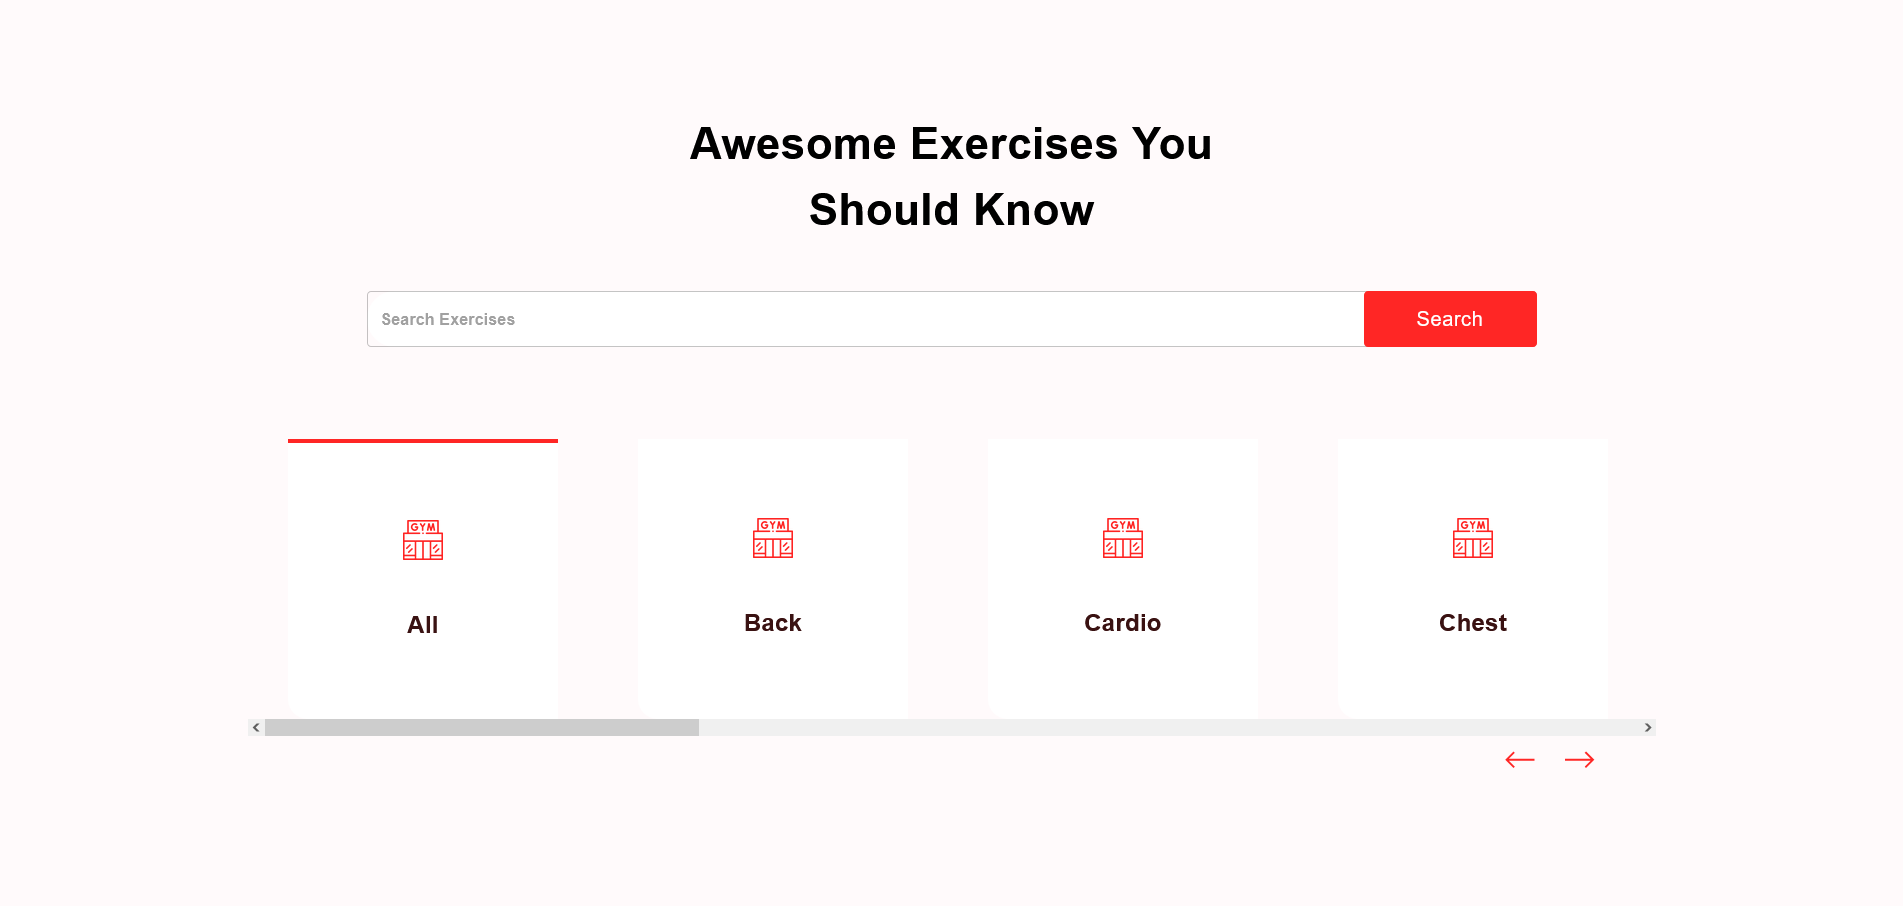 Awesome Exercises You
Should Know
Search Exercises
Search
GYM
GYM
GYM
GYM
All
Back
Cardio
Chest